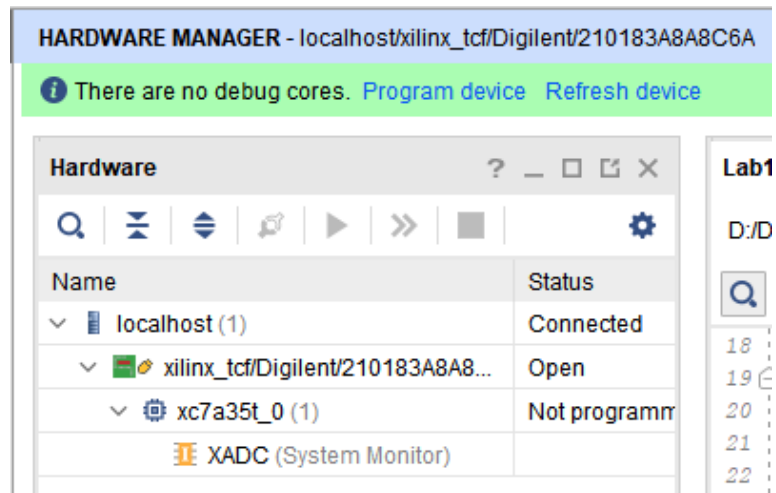 HARDWARE MANAGER - localhost/xilinx_tcf/Digilent/210183A8A8C6A
There are no debug cores. Program device Refresh device
Hardware
Name Status
localhost (1) Connected
xilinx_tcf/Digilent/210183A8A8... Open
xc7a35t_0 (1) Not programm
XADC (System Monitor)
Lab1
D:/D
18
19
20
21
22